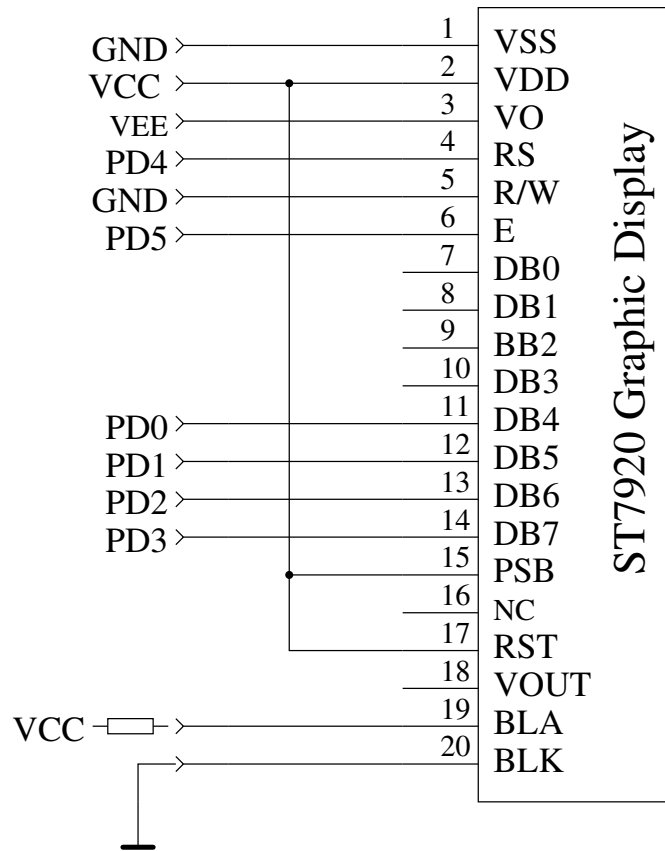 GND 1 VSS
VCC 2 VDD
VEE 3 VO
PD4 4 RS
GND 5 R/W
PD5 6 E
7 DB0
8 DB1
9 BB2
10 DB3
PD0 11 DB4
PD1 12 DB5
PD2 13 DB6
PD3 14 DB7
15 PSB
16 NC
17 RST
18 VOUT
VCC 19 BLA
20 BLK
ST7920 Graphic Display